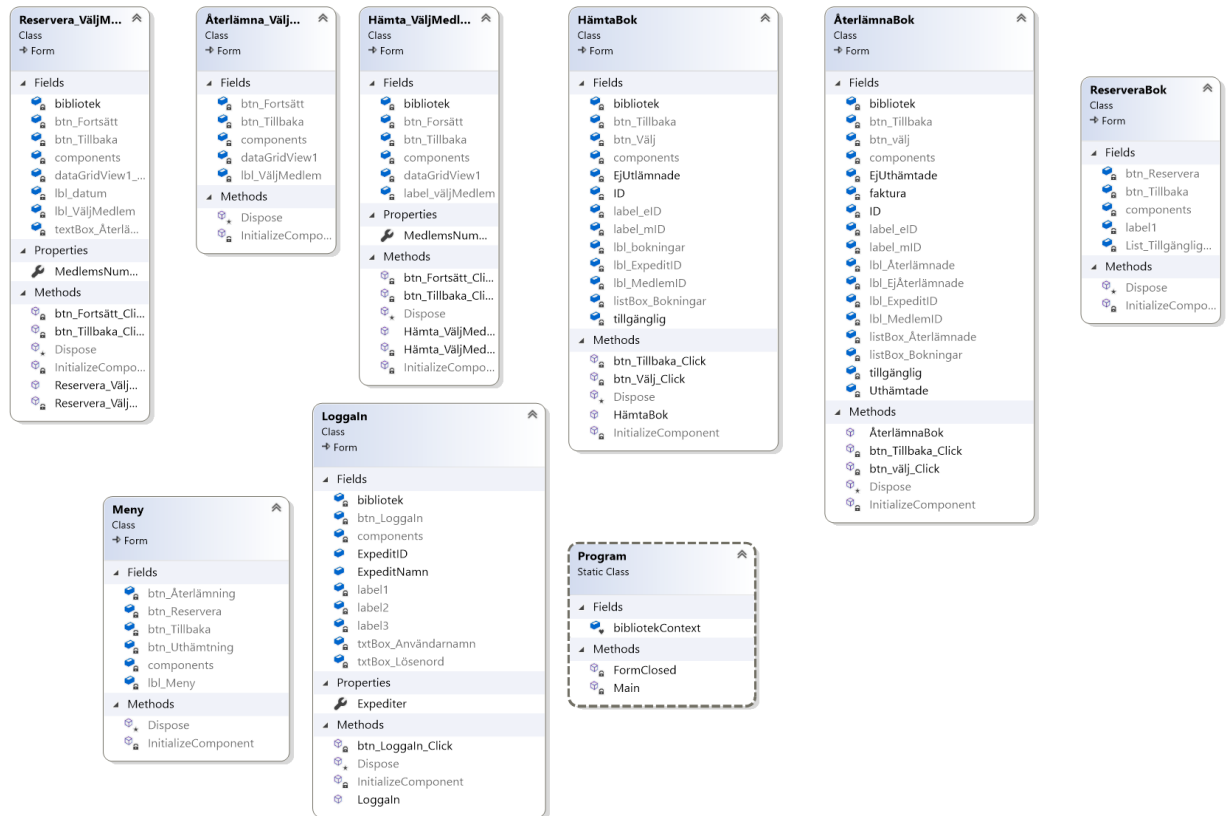 Reservera_VäljM...
Class
Form
Fields
bibliotek
btn_Fortsätt
btn_Tillbaka
components
dataGridView1_...
lbl_datum
lbl_VäljMedlem
textBox_Återlä...
Properties
MedlemsNum...
Methods
btn_Fortsätt_Cli...
btn_Tillbaka_Cli...
Dispose
InitializeCompo...
Reservera_Välj...
Reservera_Välj...
Återlämna_Välj...
Class
Form
Fields
btn_Fortsätt
btn_Tillbaka
components
dataGridView1
lbl_VäljMedlem
Methods
Dispose
InitializeCompo...
Hämta_VäljMedl...
Class
Form
Fields
bibliotek
btn_Forsätt
btn_Tillbaka
components
dataGridView1
label_väljMedlem
Properties
MedlemsNum...
Methods
btn_Fortsätt_Cli...
btn_Tillbaka_Cli...
Dispose
Hämta_VäljMed...
Hämta_VäljMed...
InitializeCompo...
HämtaBok
Class
Form
Fields
bibliotek
btn_Tillbaka
btn_Välj
components
EjUtlämnade
ID
label_eID
label_mID
lbl_bokningar
lbl_ExpeditID
lbl_MedlemID
listBox_Bokningar
tillgänglig
Methods
btn_Tillbaka_Click
btn_Välj_Click
Dispose
HämtaBok
InitializeComponent
ÅterlämnaBok
Class
Form
Fields
bibliotek
btn_Tillbaka
btn_välj
components
EjUthämtade
faktura
ID
label_eID
label_mID
lbl_Återlämnade
lbl_EjÅterlämnade
lbl_ExpeditID
lbl_MedlemID
listBox_Återlämnade
listBox_Bokningar
tillgänglig
Uthämtade
Methods
ÅterlämnaBok
btn_Tillbaka_Click
btn_välj_Click
Dispose
InitializeComponent
ReserveraBok
Class
Form
Fields
btn_Reservera
btn_Tillbaka
components
label1
List_Tillgänglig...
Methods
Dispose
InitializeCompo...
Meny
Class
Form
Fields
btn_Återlämning
btn_Reservera
btn_Tillbaka
btn_Uthämtning
components
lbl_Meny
Methods
Dispose
InitializeComponent
LoggaIn
Class
Form
Fields
bibliotek
btn_LoggaIn
components
ExpeditID
ExpeditNamn
label1
label2
label3
txtBox_Användarnamn
txtBox_Lösenord
Properties
Expediter
Methods
btn_LoggaIn_Click
Dispose
InitializeComponent
LoggaIn
Program
Static Class
Fields
bibliotekContext
Methods
FormClosed
Main